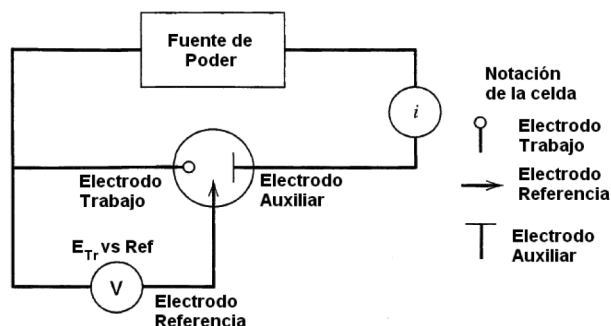 Fuente de
Poder
i
Notación
de la celda
Electrodo
Trabajo
Electrodo
Referencia
Electrodo
Auxiliar
Electrodo
Trabajo
Electrodo
Auxiliar
E_Tr vs Ref
V
Electrodo
Referencia